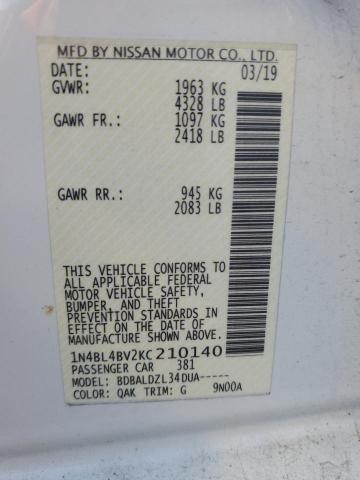 MFD BY NISSAN MOTOR CO., LTD.
DATE: 03/19
GVWR: 1963 KG
4328 LB
GAWR FR.: 1097 KG
2418 LB
GAWR RR.: 945 KG
2083 LB
THIS VEHICLE CONFORMS TO
ALL APPLICABLE FEDERAL
MOTOR VEHICLE SAFETY,
BUMPER, AND THEFT
PREVENTION STANDARDS
IN EFFECT ON THE DATE
OF MANUFACTURE
SHOWN ABOVE.
1N4BL4BV2KC210140
PASSENGER CAR 381
MODEL: BDBALDZL34DUA-----
COLOR: QAK TRIM: G 9N00A